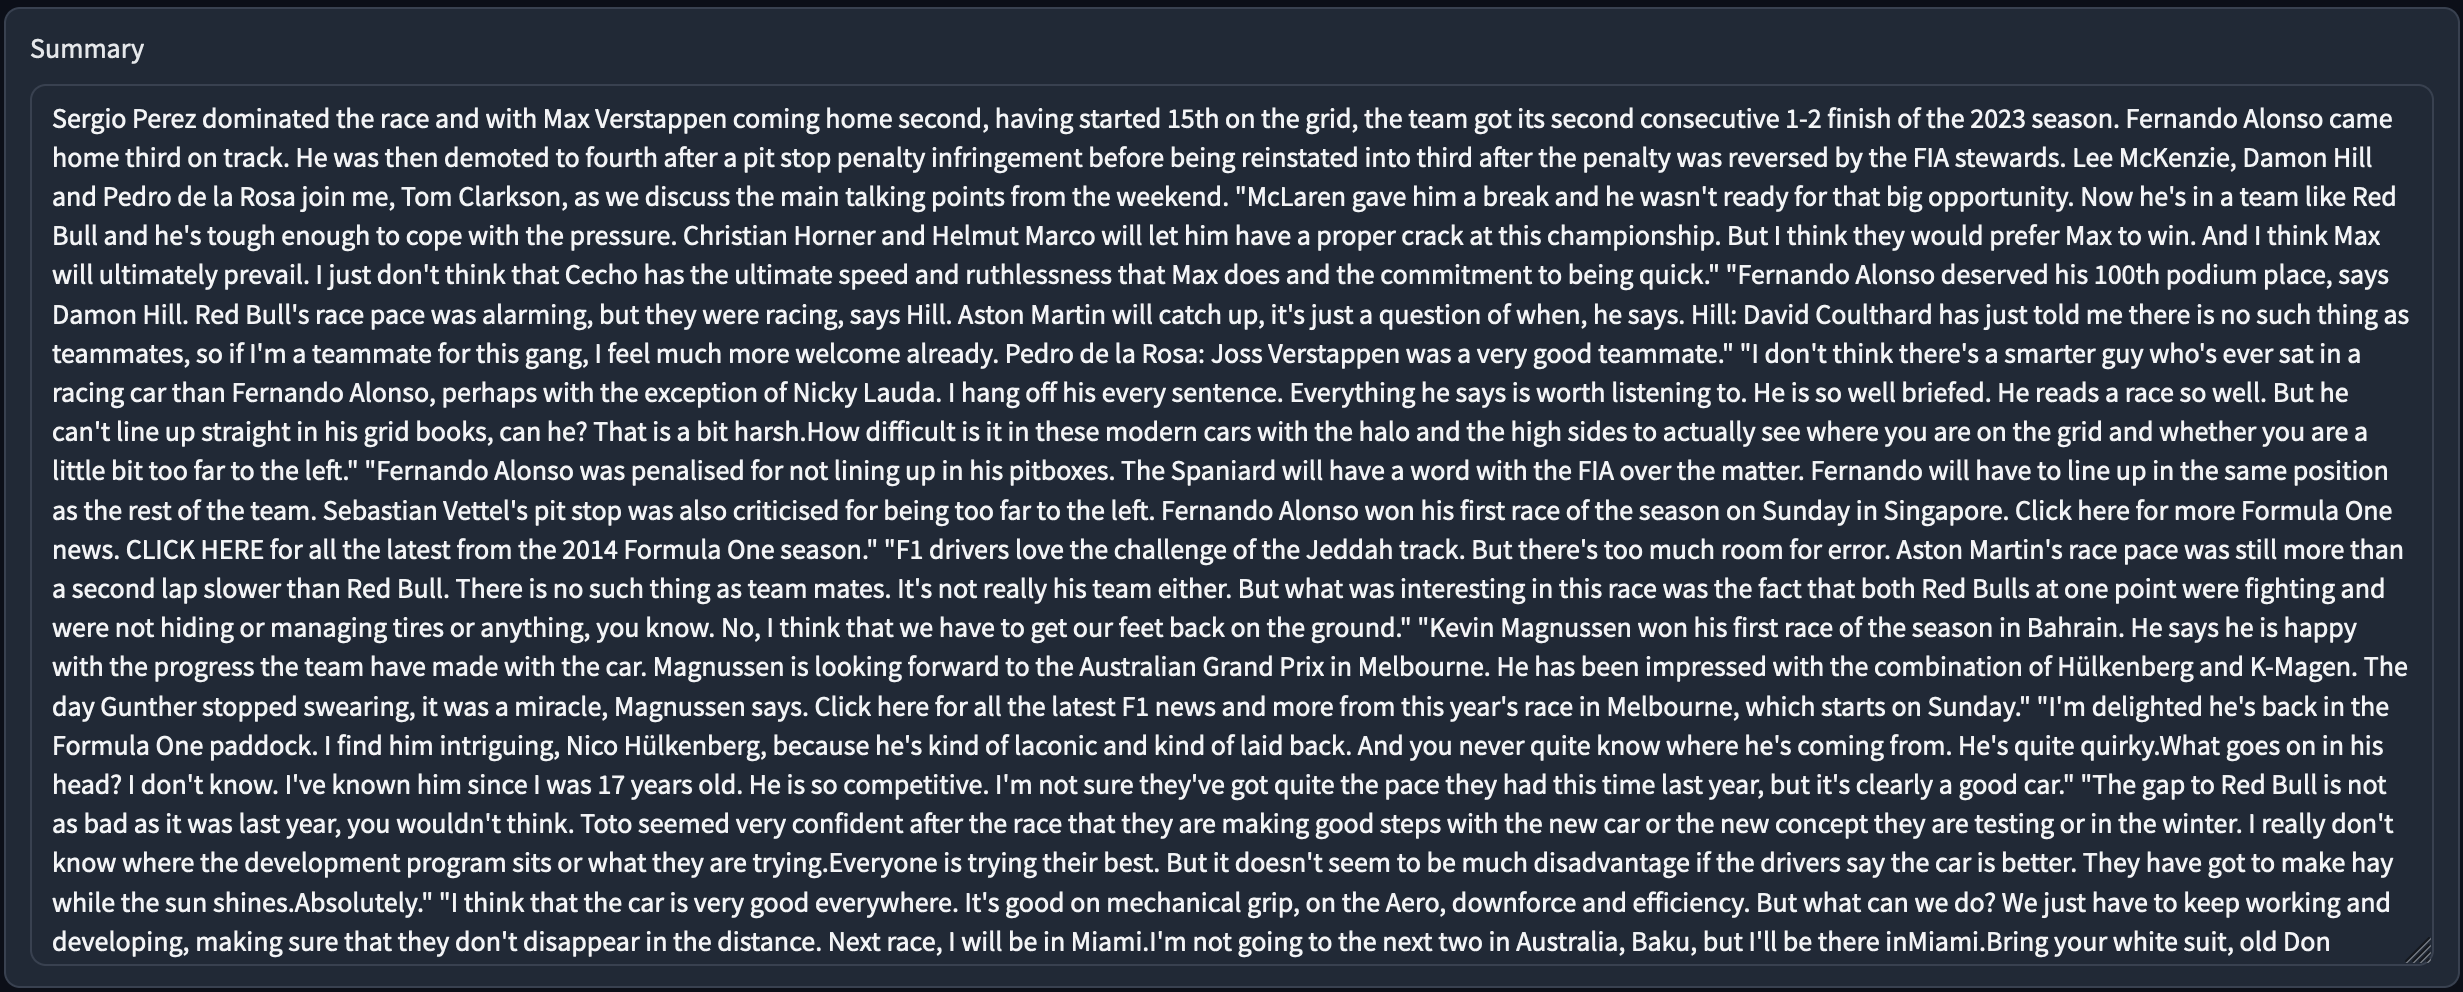 Summary
Sergio Perez dominated the race and with Max Verstappen coming home second, having started 15th on the grid, the team got its second consecutive 1-2 finish of the 2023 season. Fernando Alonso came
home third on track. He was then demoted to fourth after a pit stop penalty infringement before being reinstated into third after the penalty was reversed by the FIA stewards. Lee McKenzie, Damon Hill
and Pedro de la Rosa join me, Tom Clarkson, as we discuss the main talking points from the weekend. "McLaren gave him a break and he wasn't ready for that big opportunity. Now he's in a team like Red
Bull and he's tough enough to cope with the pressure. Christian Horner and Helmut Marco will let him have a proper crack at this championship. But I think they would prefer Max to win. And I think Max
will ultimately prevail. I just don't think that Cecho has the ultimate speed and ruthlessness that Max does and the commitment to being quick." "Fernando Alonso deserved his 100th podium place, says
Damon Hill. Red Bull's race pace was alarming, but they were racing, says Hill. Aston Martin will catch up, it's just a question of when, he says. Hill: David Coulthard has just told me there is no such thing as
teammates, so if I'm a teammate for this gang, I feel much more welcome already. Pedro de la Rosa: Joss Verstappen was a very good teammate." "I don't think there's a smarter guy who's ever sat in a
racing car than Fernando Alonso, perhaps with the exception of Nicky Lauda. I hang off his every sentence. Everything he says is worth listening to. He is so well briefed. He reads a race so well. But he
can't line up straight in his grid books, can he? That is a bit harsh.How difficult is it in these modern cars with the halo and the high sides to actually see where you are on the grid and whether you are a
little bit too far to the left." "Fernando Alonso was penalised for not lining up in his pitboxes. The Spaniard will have a word with the FIA over the matter. Fernando will have to line up in the same position
as the rest of the team. Sebastian Vettel's pit stop was also criticised for being too far to the left. Fernando Alonso won his first race of the season on Sunday in Singapore. Click here for more Formula One
news. CLICK HERE for all the latest from the 2014 Formula One season." "F1 drivers love the challenge of the Jeddah track. But there's too much room for error. Aston Martin's race pace was still more than
a second lap slower than Red Bull. There is no such thing as team mates. It's not really his team either. But what was interesting in this race was the fact that both Red Bulls at one point were fighting and
were not hiding or managing tires or anything, you know. No, I think that we have to get our feet back on the ground." "Kevin Magnussen won his first race of the season in Bahrain. He says he is happy
with the progress the team have made with the car. Magnussen is looking forward to the Australian Grand Prix in Melbourne. He has been impressed with the combination of Hülkenberg and K-Magen. The
day Gunther stopped swearing, it was a miracle, Magnussen says. Click here for all the latest F1 news and more from this year's race in Melbourne, which starts on Sunday." "I'm delighted he's back in the
Formula One paddock. I find him intriguing, Nico Hülkenberg, because he's kind of laconic and kind of laid back. And you never quite know where he's coming from. He's quite quirky.What goes on in his
head? I don't know. I've known him since I was 17 years old. He is so competitive. I'm not sure they've got quite the pace they had this time last year, but it's clearly a good car." "The gap to Red Bull is not
as bad as it was last year, you wouldn't think. Toto seemed very confident after the race that they are making good steps with the new car or the new concept they are testing or in the winter. I really don't
know where the development program sits or what they are trying.Everyone is trying their best. But it doesn't seem to be much disadvantage if the drivers say the car is better. They have got to make hay
while the sun shines.Absolutely." "I think that the car is very good everywhere. It's good on mechanical grip, on the Aero, downforce and efficiency. But what can we do? We just have to keep working and
developing, making sure that they don't disappear in the distance. Next race, I will be in Miami.I'm not going to the next two in Australia, Baku, but I'll be there inMiami.Bring your white suit, old Don